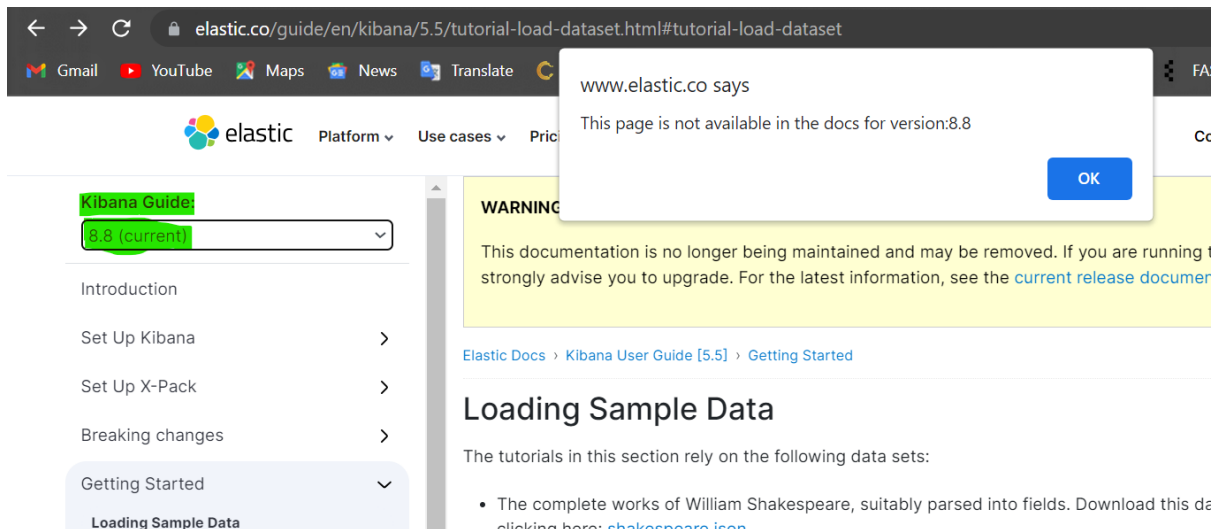 elastic.co/guide/en/kibana/5.5/tutorial-load-dataset.html#tutorial-load-dataset
Gmail YouTube Maps News Translate
www.elastic.co says
This page is not available in the docs for version:8.8
OK
elastic Platform Use cases
Kibana Guide:
8.8 (current)
Introduction
Set Up Kibana
Set Up X-Pack
Breaking changes
Getting Started
Loading Sample Data
WARNING
This documentation is no longer being maintained and may be removed. If you are running
strongly advise you to upgrade. For the latest information, see the current release
Elastic Docs › Kibana User Guide [5.5] › Getting Started
Loading Sample Data
The tutorials in this section rely on the following data sets:
• The complete works of William Shakespeare, suitably parsed into fields. Download this
clicking here: shakespeare.json